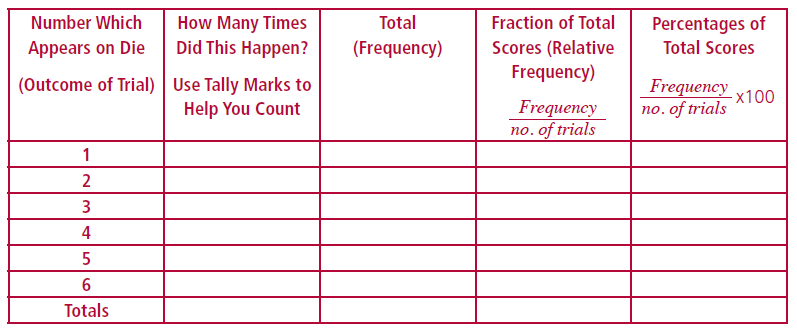 Number Which
Appears on Die
(Outcome of Trial)
How Many Times
Did This Happen?
Use Tally Marks to
Help You Count
Total
(Frequency)
Fraction of Total
Scores (Relative
Frequency)
Frequency
no. of trials
Percentages of
Total Scores
Frequency
no. of trials x100
1
2
3
4
5
6
Totals